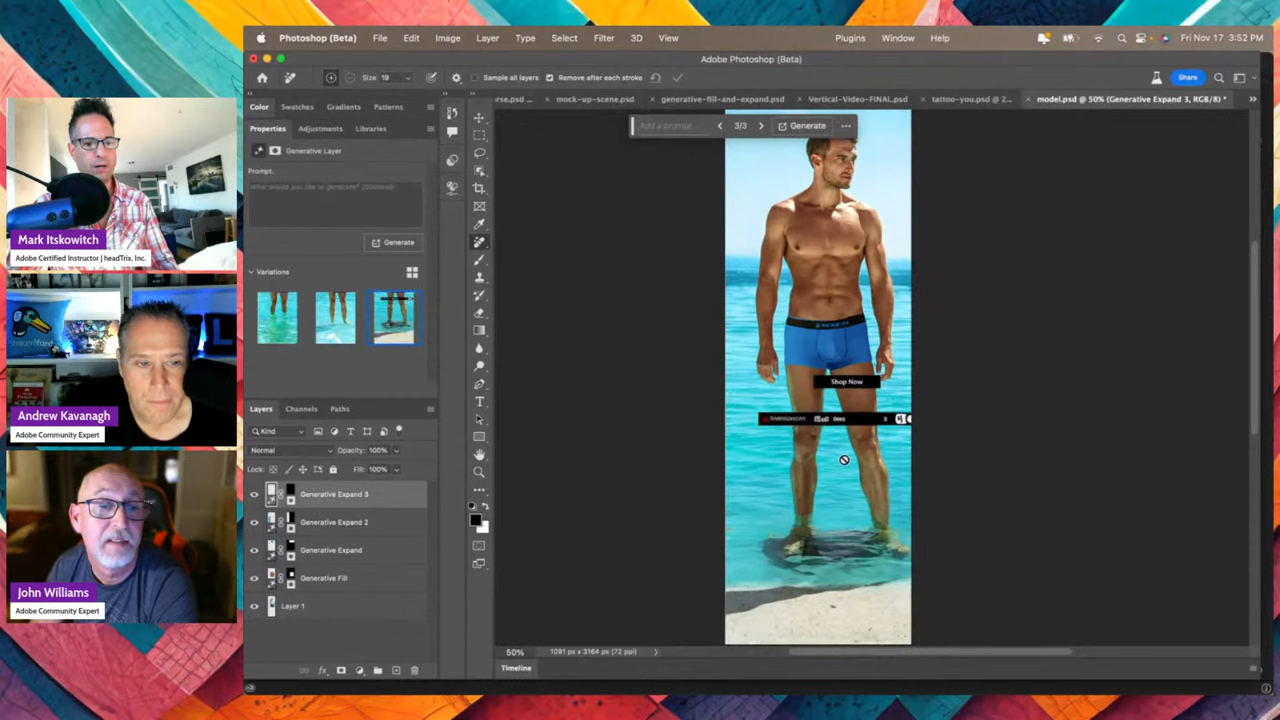 Photoshop (Beta) File Edit Image Layer Type Select Filter 3D View Plugins Window Help Fri Nov 17 3:52 PM
Adobe Photoshop (Beta)
Size 19 Sample all layers Remove after each stroke Share
Color Swatches Gradients Patterns
rse.psd ... mock-up-scene.psd generative-fill-and-expand.psd Vertical-Video-FINAL.psd tattoo-you.psd @ 2... model.psd @ 50% (Generative Expand 3, RGB/8) *
Properties Adjustments Libraries
Add a prompt... 3/3 Generate
Generative Layer
Prompt:
What would you like to generate? (Optional)
Generate
Variations
Mark Itskowitch
Adobe Certified Instructor | headTrix, Inc.
Shop Now
Layers Channels Paths
Kind
Normal Opacity: 100%
Lock: Fill: 100%
Generative Expand 3
Generative Expand 2
Generative Expand
Generative Fill
Layer 1
Andrew Kavanagh
Adobe Community Expert
John Williams
Adobe Community Expert
50% 1091 px x 3164 px (72 ppi)
Timeline
StreamYard